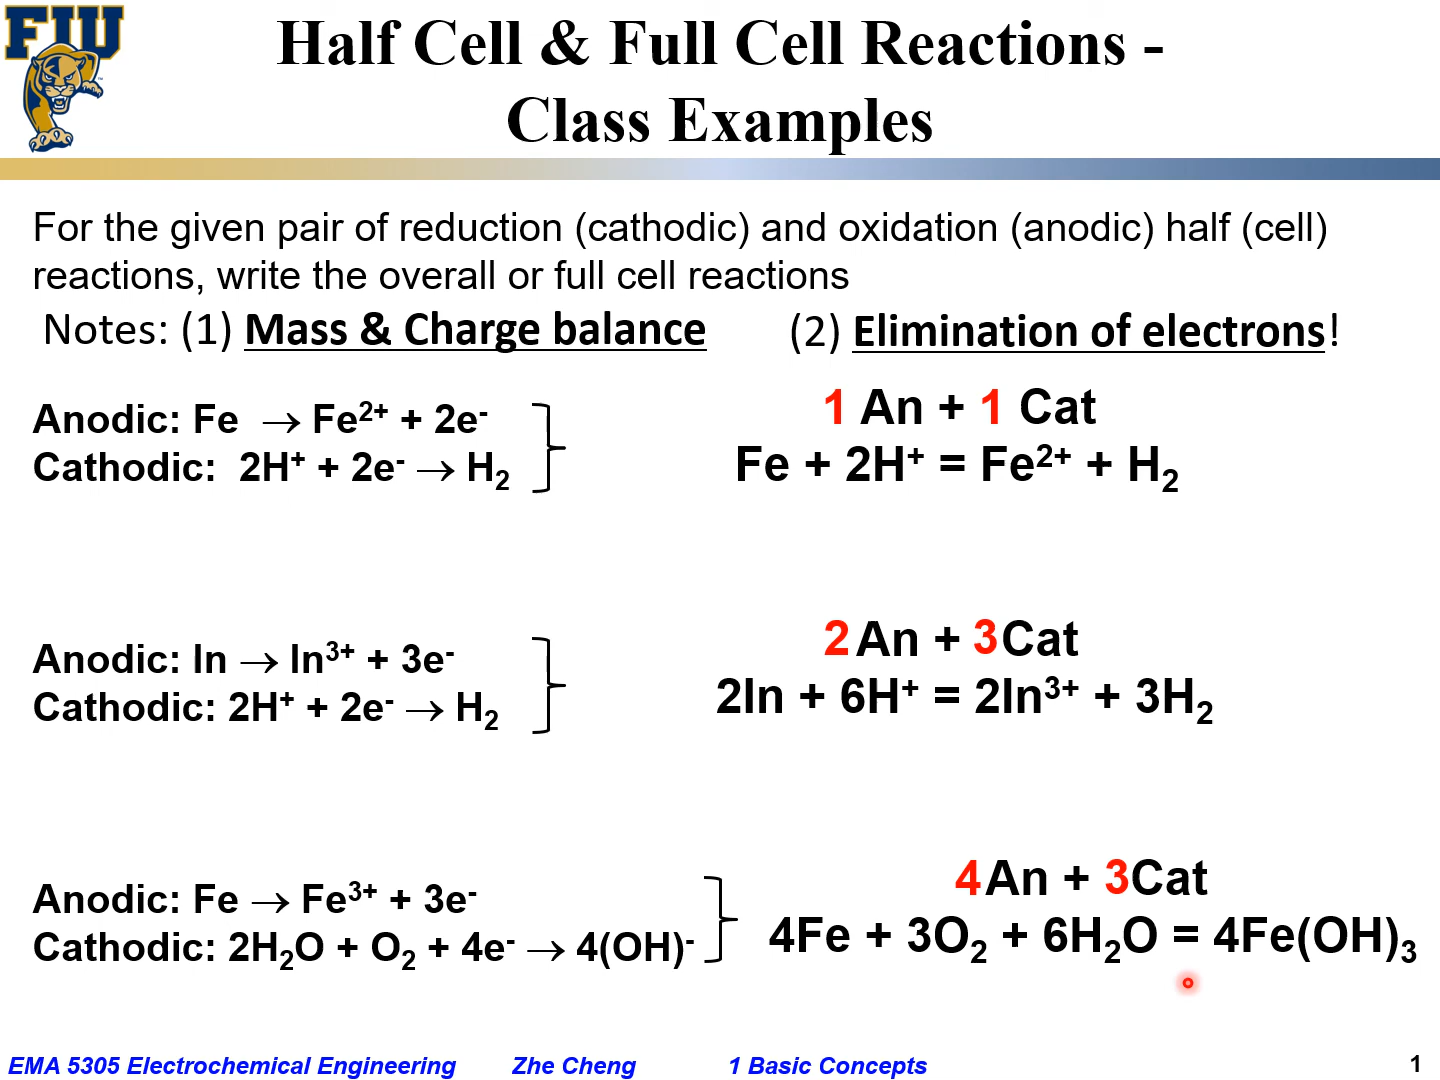 FIU
Half Cell & Full Cell Reactions -
Class Examples
For the given pair of reduction (cathodic) and oxidation (anodic) half (cell)
reactions, write the overall or full cell reactions
Notes: (1) Mass & Charge balance (2) Elimination of electrons!
Anodic: Fe → Fe²⁺ + 2e⁻
Cathodic: 2H⁺ + 2e⁻ → H₂
1 An + 1 Cat
Fe + 2H⁺ = Fe²⁺ + H₂
Anodic: In → In³⁺ + 3e⁻
Cathodic: 2H⁺ + 2e⁻ → H₂
2 An + 3 Cat
2In + 6H⁺ = 2In³⁺ + 3H₂
Anodic: Fe → Fe³⁺ + 3e⁻
Cathodic: 2H₂O + O₂ + 4e⁻ → 4(OH)⁻
4An + 3Cat
4Fe + 3O₂ + 6H₂O = 4Fe(OH)₃
EMA 5305 Electrochemical Engineering Zhe Cheng 1 Basic Concepts 1